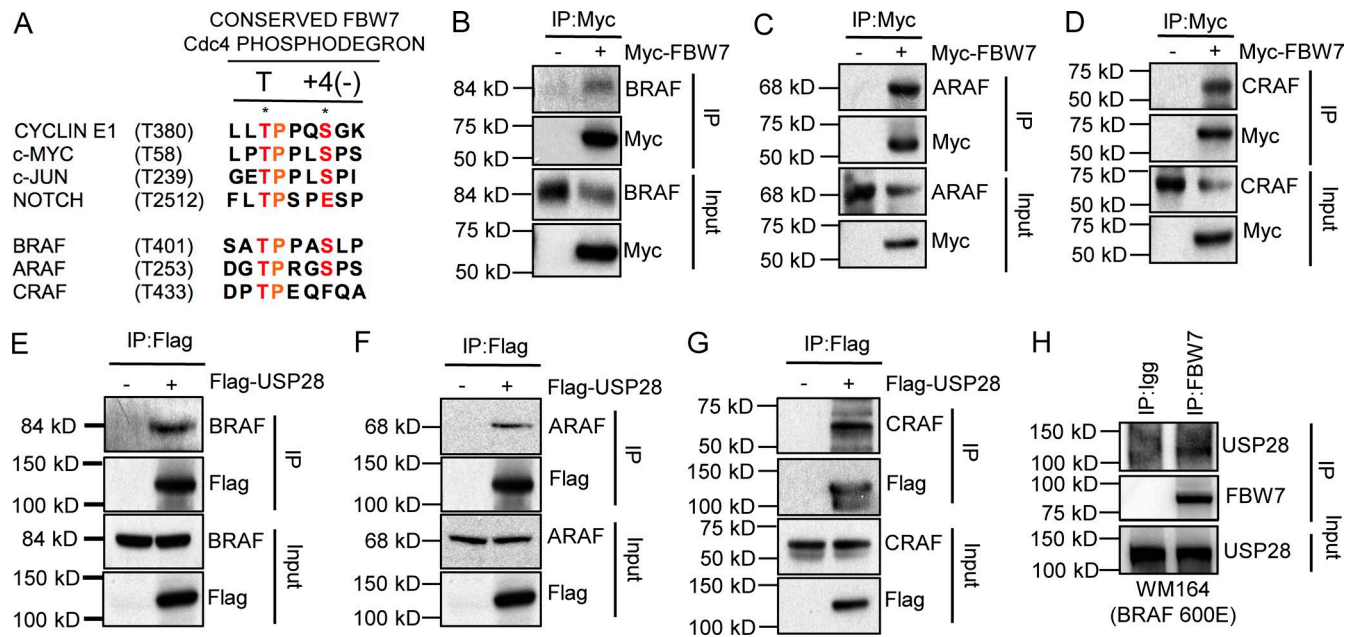 A
CONSERVED FBW7
Cdc4 PHOSPHODEGRON
T +4(-)
* *
CYCLIN E1 (T380) LLTPPQSGK
c-MYC (T58) LPTPPLSPS
c-JUN (T239) GETPPLSPI
NOTCH (T2512) FLTPSPESP
BRAF (T401) SATPPASLP
ARAF (T253) DGTPRGSPS
CRAF (T433) DPTPEQFQA
B
IP:Myc
- + Myc-FBW7
84 kD BRAF
75 kD
Myc
50 kD
IP
84 kD BRAF
75 kD
Myc
50 kD
Input
C
IP:Myc
- + Myc-FBW7
68 kD ARAF
75 kD
Myc
50 kD
IP
68 kD ARAF
75 kD
Myc
50 kD
Input
D
IP:Myc
- + Myc-FBW7
75 kD
CRAF
50 kD
75 kD
Myc
50 kD
IP
75 kD
CRAF
50 kD
75 kD
Myc
50 kD
Input
E
IP:Flag
- + Flag-USP28
84 kD BRAF
150 kD
Flag
100 kD
IP
84 kD BRAF
150 kD
Flag
100 kD
Input
F
IP:Flag
- + Flag-USP28
68 kD ARAF
150 kD
Flag
100 kD
IP
68 kD ARAF
150 kD
Flag
100 kD
Input
G
IP:Flag
- + Flag-USP28
75 kD
CRAF
50 kD
150 kD
Flag
100 kD
IP
75 kD
CRAF
50 kD
150 kD
Flag
100 kD
Input
H
IP:Igg
IP:FBW7
150 kD
USP28
100 kD
100 kD
FBW7
75 kD
IP
150 kD
USP28
100 kD
Input
WM164
(BRAF 600E)